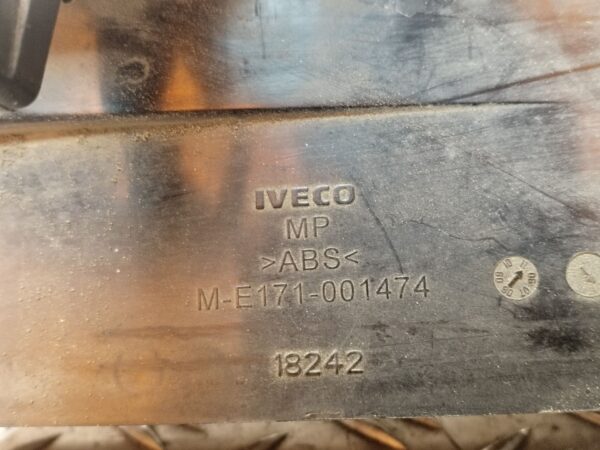 IVECO
MP
>ABS<
M-E171-001474
18242